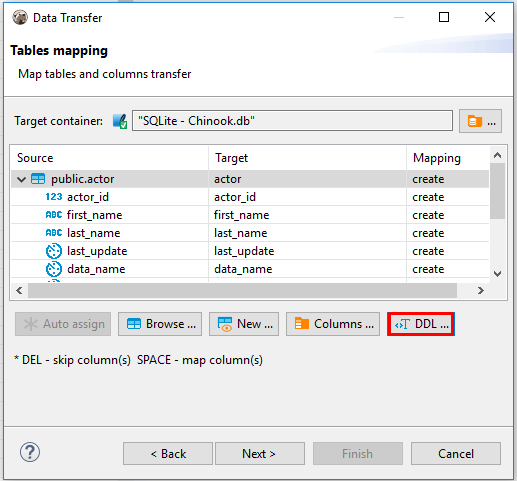 Data Transfer
Tables mapping
Map tables and columns transfer
Target container: "SQLite - Chinook.db" ...
Source Target Mapping
public.actor actor create
123 actor_id actor_id create
ABC first_name first_name create
ABC last_name last_name create
last_update last_update create
data_name data_name create
Auto assign Browse ... New ... Columns ... DDL ...
* DEL - skip column(s) SPACE - map column(s)
? < Back Next > Finish Cancel